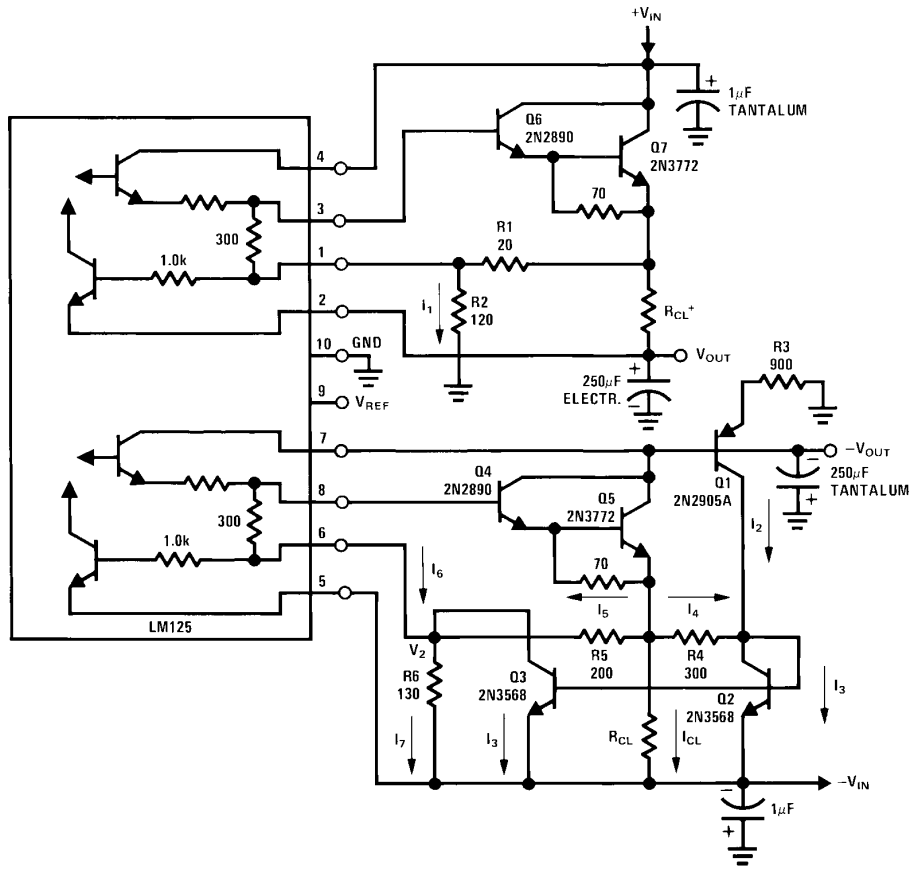 +VIN
1μF
TANTALUM
Q6
2N2890
Q7
2N3772
70
4
3
300
1.0k
1
2
R1
20
I1
R2
120
RCL+
10
GND
9
VREF
VOUT
250μF
ELECTR.
+
−
R3
900
7
8
300
1.0k
6
5
LM125
Q4
2N2890
Q5
2N3772
70
Q1
2N2905A
−VOUT
−
250μF
TANTALUM
+
I2
I6
I5
I4
V2
R5
200
R4
300
R6
130
Q3
2N3568
Q2
2N3568
I3
I7
I3
RCL
ICL
−VIN
−
1μF
+